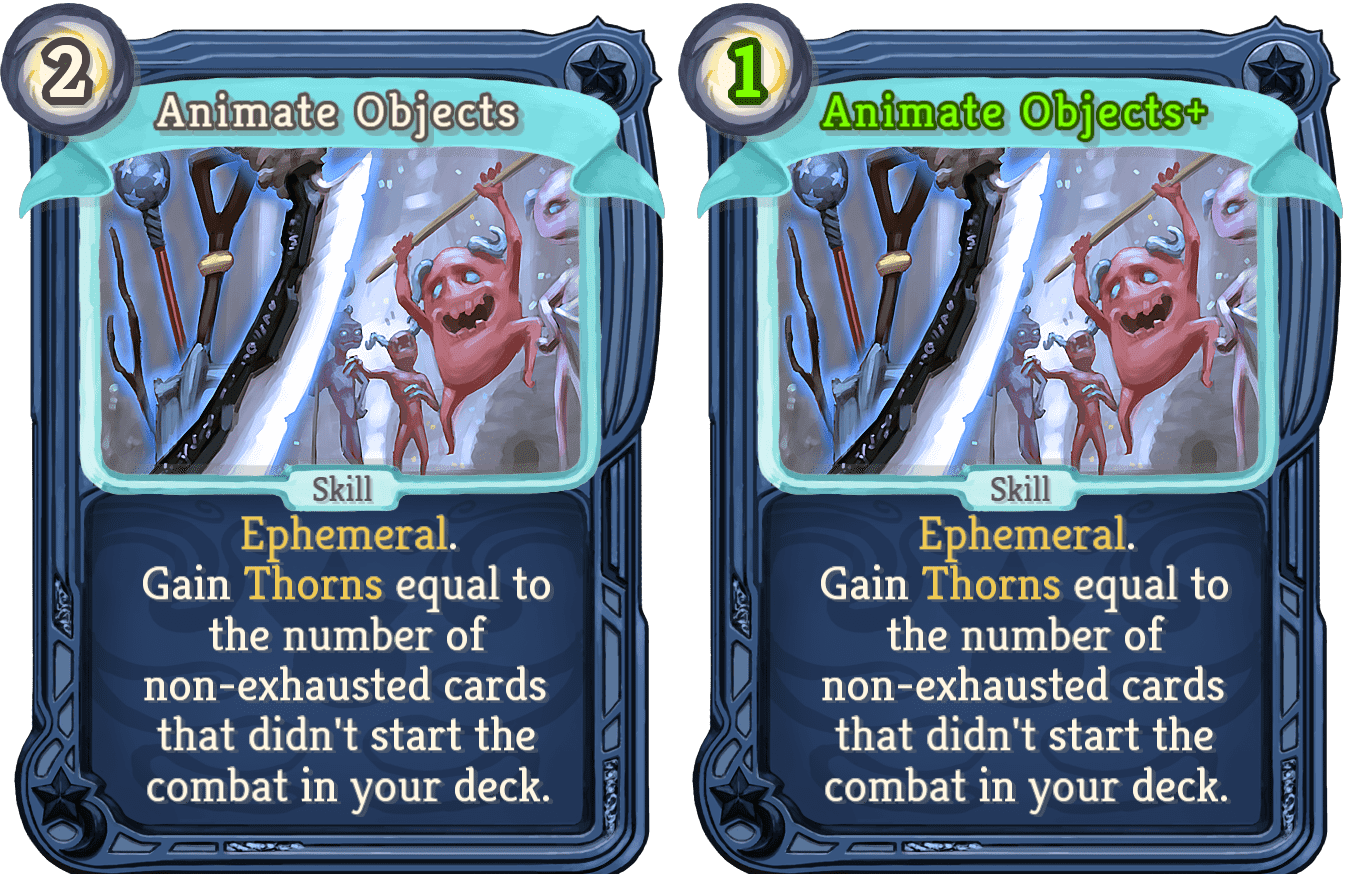 2
Animate Objects
Skill
Ephemeral.
Gain Thorns equal to
the number of
non-exhausted cards
that didn't start the
combat in your deck.
1
Animate Objects+
Skill
Ephemeral.
Gain Thorns equal to
the number of
non-exhausted cards
that didn't start the
combat in your deck.